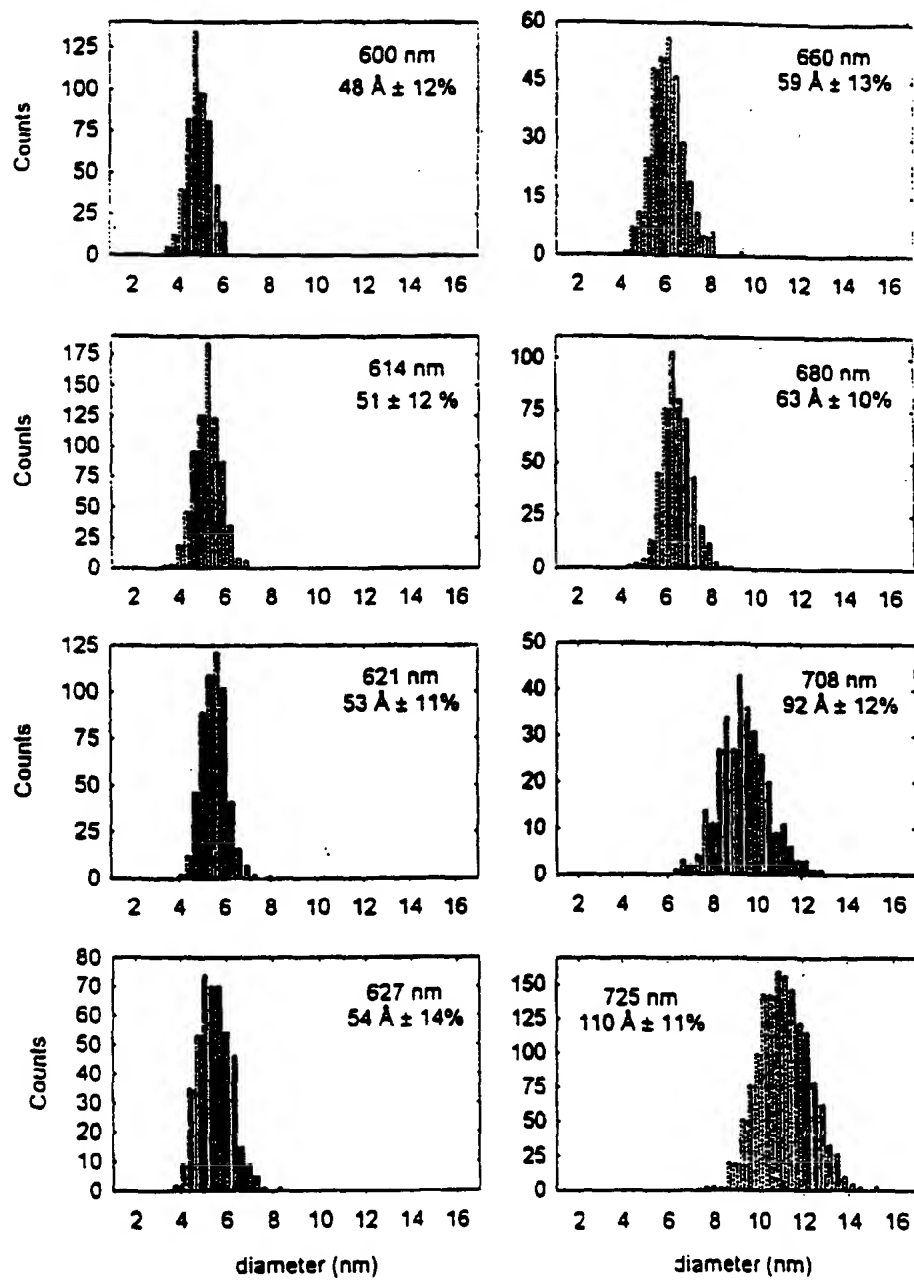 125
100
75
50
25
0
Counts
600 nm
48 Å ± 12%
2 4 6 8 10 12 14 16
60
45
30
15
0
660 nm
59 Å ± 13%
2 4 6 8 10 12 14 16
175
150
125
100
75
50
25
0
Counts
614 nm
51 ± 12 %
2 4 6 8 10 12 14 16
100
75
50
25
0
680 nm
63 Å ± 10%
2 4 6 8 10 12 14 16
125
100
75
50
25
0
Counts
621 nm
53 Å ± 11%
2 4 6 8 10 12 14 16
50
40
30
20
10
0
708 nm
92 Å ± 12%
2 4 6 8 10 12 14 16
80
70
60
50
40
30
20
10
0
Counts
627 nm
54 Å ± 14%
2 4 6 8 10 12 14 16
diameter (nm)
150
125
100
75
50
25
0
725 nm
110 Å ± 11%
2 4 6 8 10 12 14 16
diameter (nm)